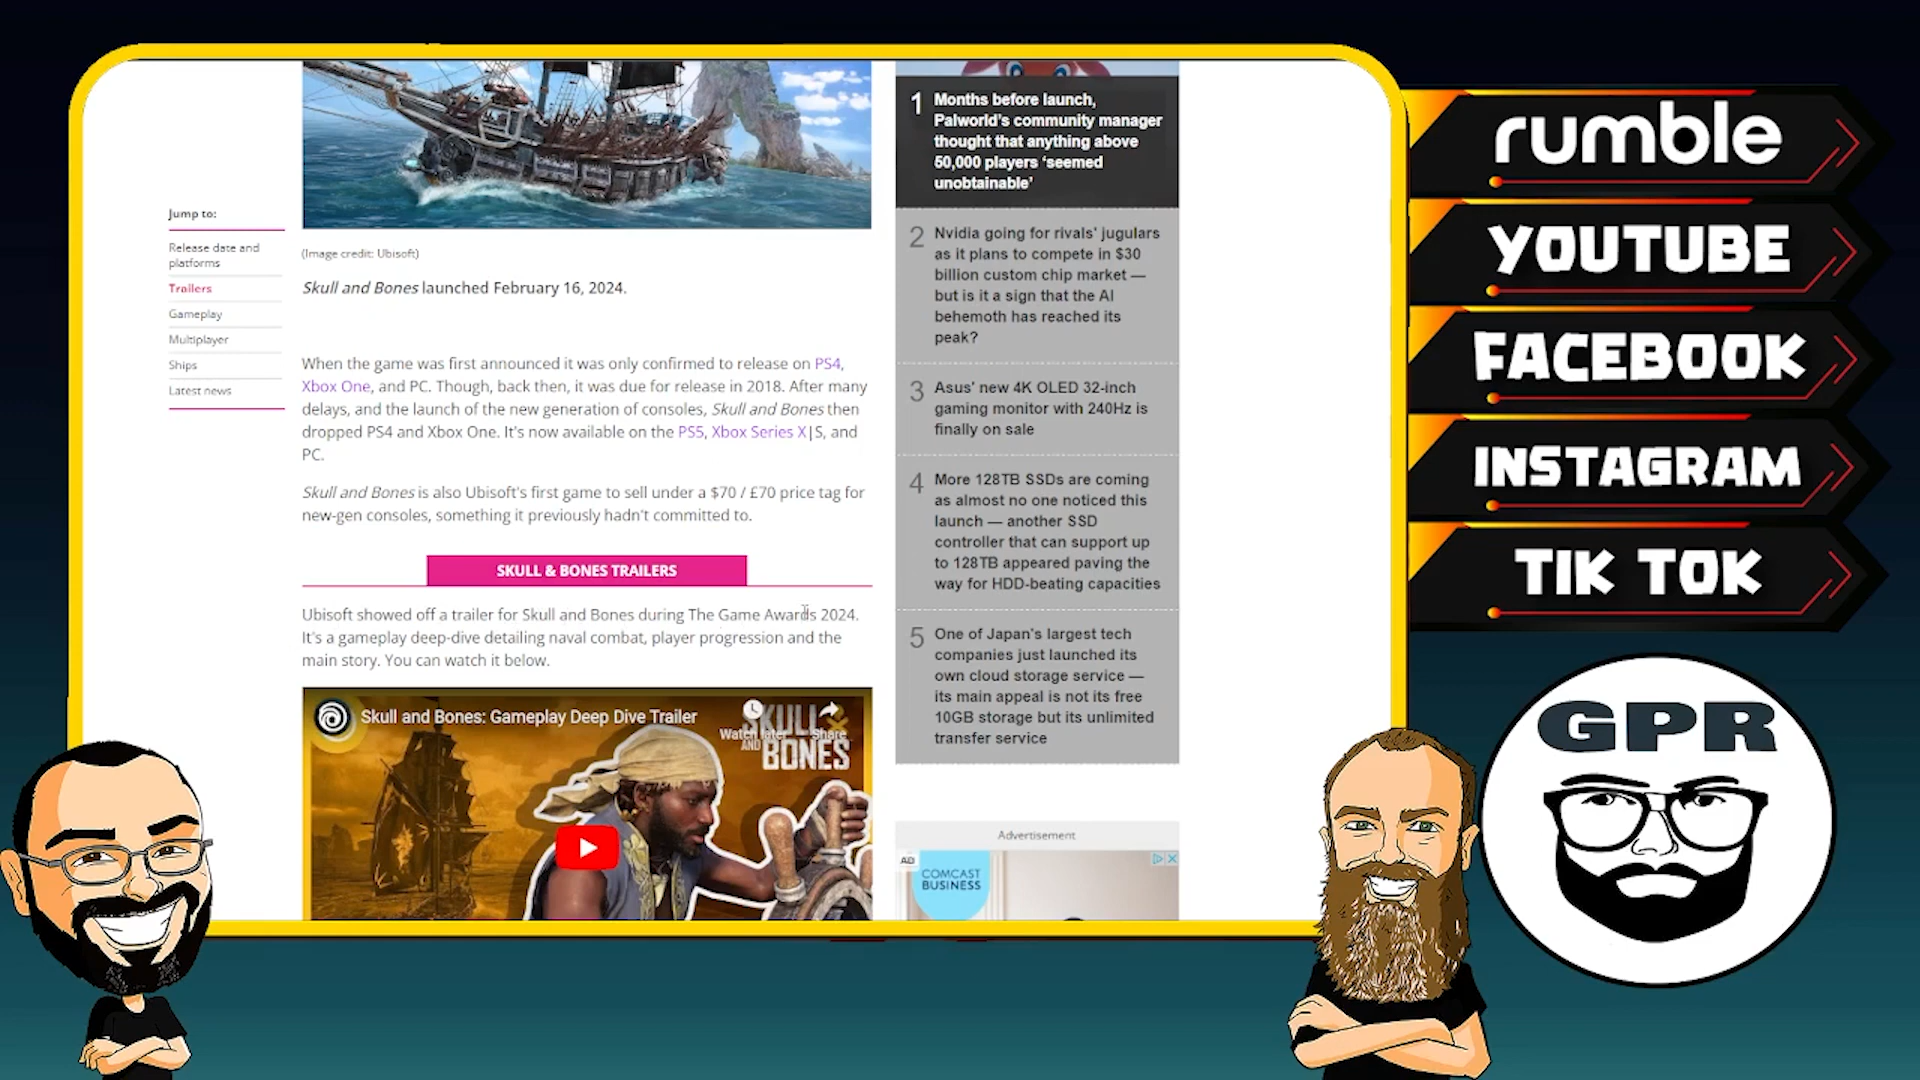 Jump to:
Release date and
platforms
Trailers
Gameplay
Multiplayer
Ships
Latest news
(Image credit: Ubisoft)
Skull and Bones launched February 16, 2024.
When the game was first announced it was only confirmed to release on PS4,
Xbox One, and PC. Though, back then, it was due for release in 2018. After many
delays, and the launch of the new generation of consoles, Skull and Bones then
dropped PS4 and Xbox One. It's now available on the PS5, Xbox Series X|S, and
PC.
Skull and Bones is also Ubisoft's first game to sell under a $70 / £70 price tag for
new-gen consoles, something it previously hadn't committed to.
SKULL & BONES TRAILERS
Ubisoft showed off a trailer for Skull and Bones during The Game Awards 2024.
It's a gameplay deep-dive detailing naval combat, player progression and the
main story. You can watch it below.
Skull and Bones: Gameplay Deep Dive Trailer
Watch later
Share
SKULL
AND
BONES
1
Months before launch,
Palworld's community manager
thought that anything above
50,000 players ‘seemed
unobtainable’
2
Nvidia going for rivals' jugulars
as it plans to compete in $30
billion custom chip market —
but is it a sign that the AI
behemoth has reached its
peak?
3
Asus' new 4K OLED 32-inch
gaming monitor with 240Hz is
finally on sale
4
More 128TB SSDs are coming
as almost no one noticed this
launch — another SSD
controller that can support up
to 128TB appeared paving the
way for HDD-beating capacities
5
One of Japan's largest tech
companies just launched its
own cloud storage service —
its main appeal is not its free
10GB storage but its unlimited
transfer service
Advertisement
AD
COMCAST
BUSINESS
rumble
YOUTUBE
FACEBOOK
INSTAGRAM
TIK TOK
GPR